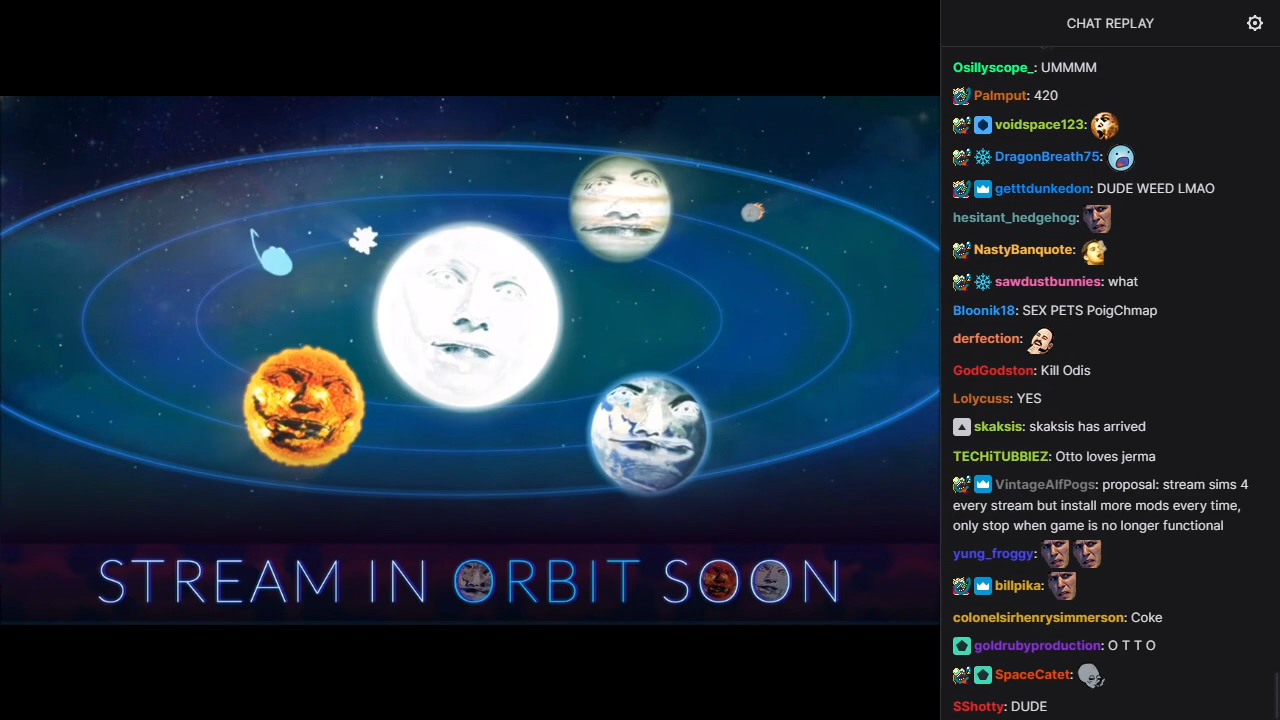 STREAM IN ORBIT SOON
CHAT REPLAY
Osillyscope_: UMMMM
Palmput: 420
voidspace123:
DragonBreath75:
getttdunkedon: DUDE WEED LMAO
hesitant_hedgehog:
NastyBanquote:
sawdustbunnies: what
Bloonik18: SEX PETS PoigChmap
derfection:
GodGodston: Kill Odis
Lolycuss: YES
skaksis: skaksis has arrived
TECHiTUBBIEZ: Otto loves jerma
VintageAlfPogs: proposal: stream sims 4
every stream but install more mods every time,
only stop when game is no longer functional
yung_froggy:
billpika:
colonelsirhenrysimmerson: Coke
goldrubyproduction: O T T O
SpaceCatet:
SShotty: DUDE